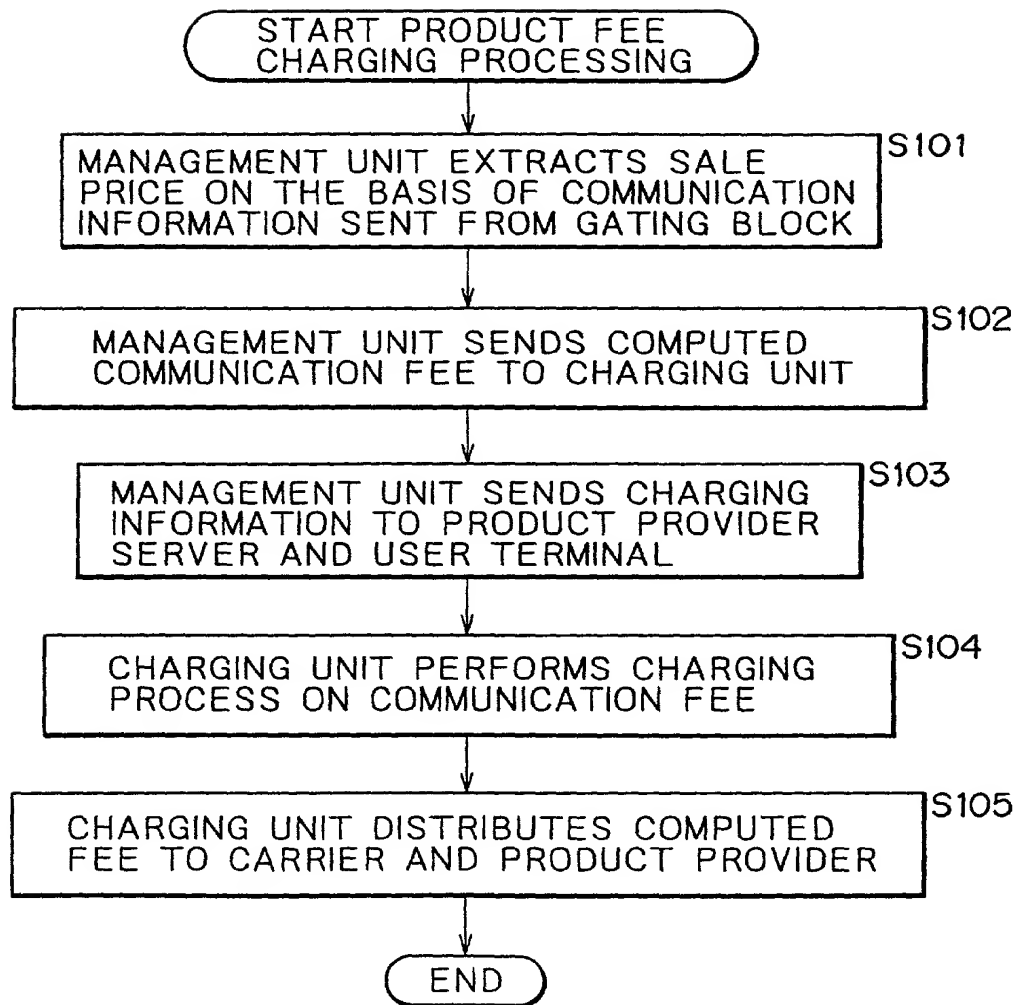 START PRODUCT FEE
CHARGING PROCESSING
S101
MANAGEMENT UNIT EXTRACTS SALE
PRICE ON THE BASIS OF COMMUNICATION
INFORMATION SENT FROM GATING BLOCK
S102
MANAGEMENT UNIT SENDS COMPUTED
COMMUNICATION FEE TO CHARGING UNIT
S103
MANAGEMENT UNIT SENDS CHARGING
INFORMATION TO PRODUCT PROVIDER
SERVER AND USER TERMINAL
S104
CHARGING UNIT PERFORMS CHARGING
PROCESS ON COMMUNICATION FEE
S105
CHARGING UNIT DISTRIBUTES COMPUTED
FEE TO CARRIER AND PRODUCT PROVIDER
END